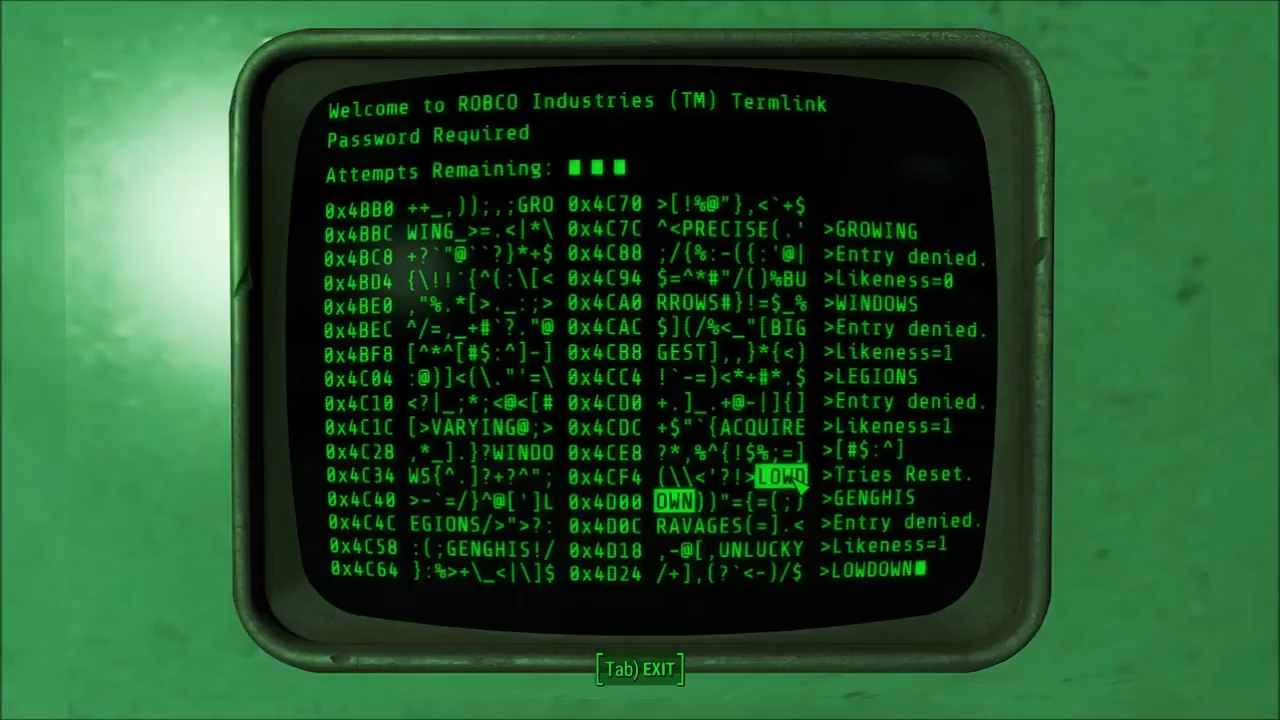 Welcome to ROBCO Industries (TM) Termlink
Password Required
Attempts Remaining: ■ ■ ■
0x4BB0 ++_,));,;GRO 0x4C70 >[!%@"},<`+$
0x4BBC WING_>=.<|*\ 0x4C7C ^<PRECISE(.' >GROWING
0x4BC8 +?`"@``?}*+$ 0x4C88 ;/{%:-({:'@| >Entry denied.
0x4BD4 {\!!`{^(:\[< 0x4C94 $=^*#"/()%BU >Likeness=0
0x4BE0 ,"%.*[>._:;> 0x4CA0 RROWS#}!=$_% >WINDOWS
0x4BEC ^/=,_+#`?."@ 0x4CAC $](/%<_"[BIG >Entry denied.
0x4BF8 [^*^[#$:^]-] 0x4CB8 GEST],,}*{<) >Likeness=1
0x4C04 :@)]<(\."'=\ 0x4CC4 !`-=)<*+#*.$ >LEGIONS
0x4C10 <?|_;*;<@<[# 0x4CD0 +.]_.+@-|]{] >Entry denied.
0x4C1C [>VARYING@;> 0x4CDC +$"`{ACQUIRE >Likeness=1
0x4C28 ,*_].}?WINDO 0x4CE8 ?*,%^{!$%;=] >[#$:^]
0x4C34 WS{^.]?+?^"; 0x4CF4 (\\<'?!>LOWD >Tries Reset.
0x4C40 >-`=/}^@[']L 0x4D00 OWN))"={=(;) >GENGHIS
0x4C4C EGIONS/>">?: 0x4D0C RAVAGES(=].< >Entry denied.
0x4C58 :(;GENGHIS!/ 0x4D18 ,-@[,UNLUCKY >Likeness=1
0x4C64 }:%>+\_<|\]$ 0x4D24 /+],(?`<-)/$ >LOWDOWN■
[Tab) EXIT]